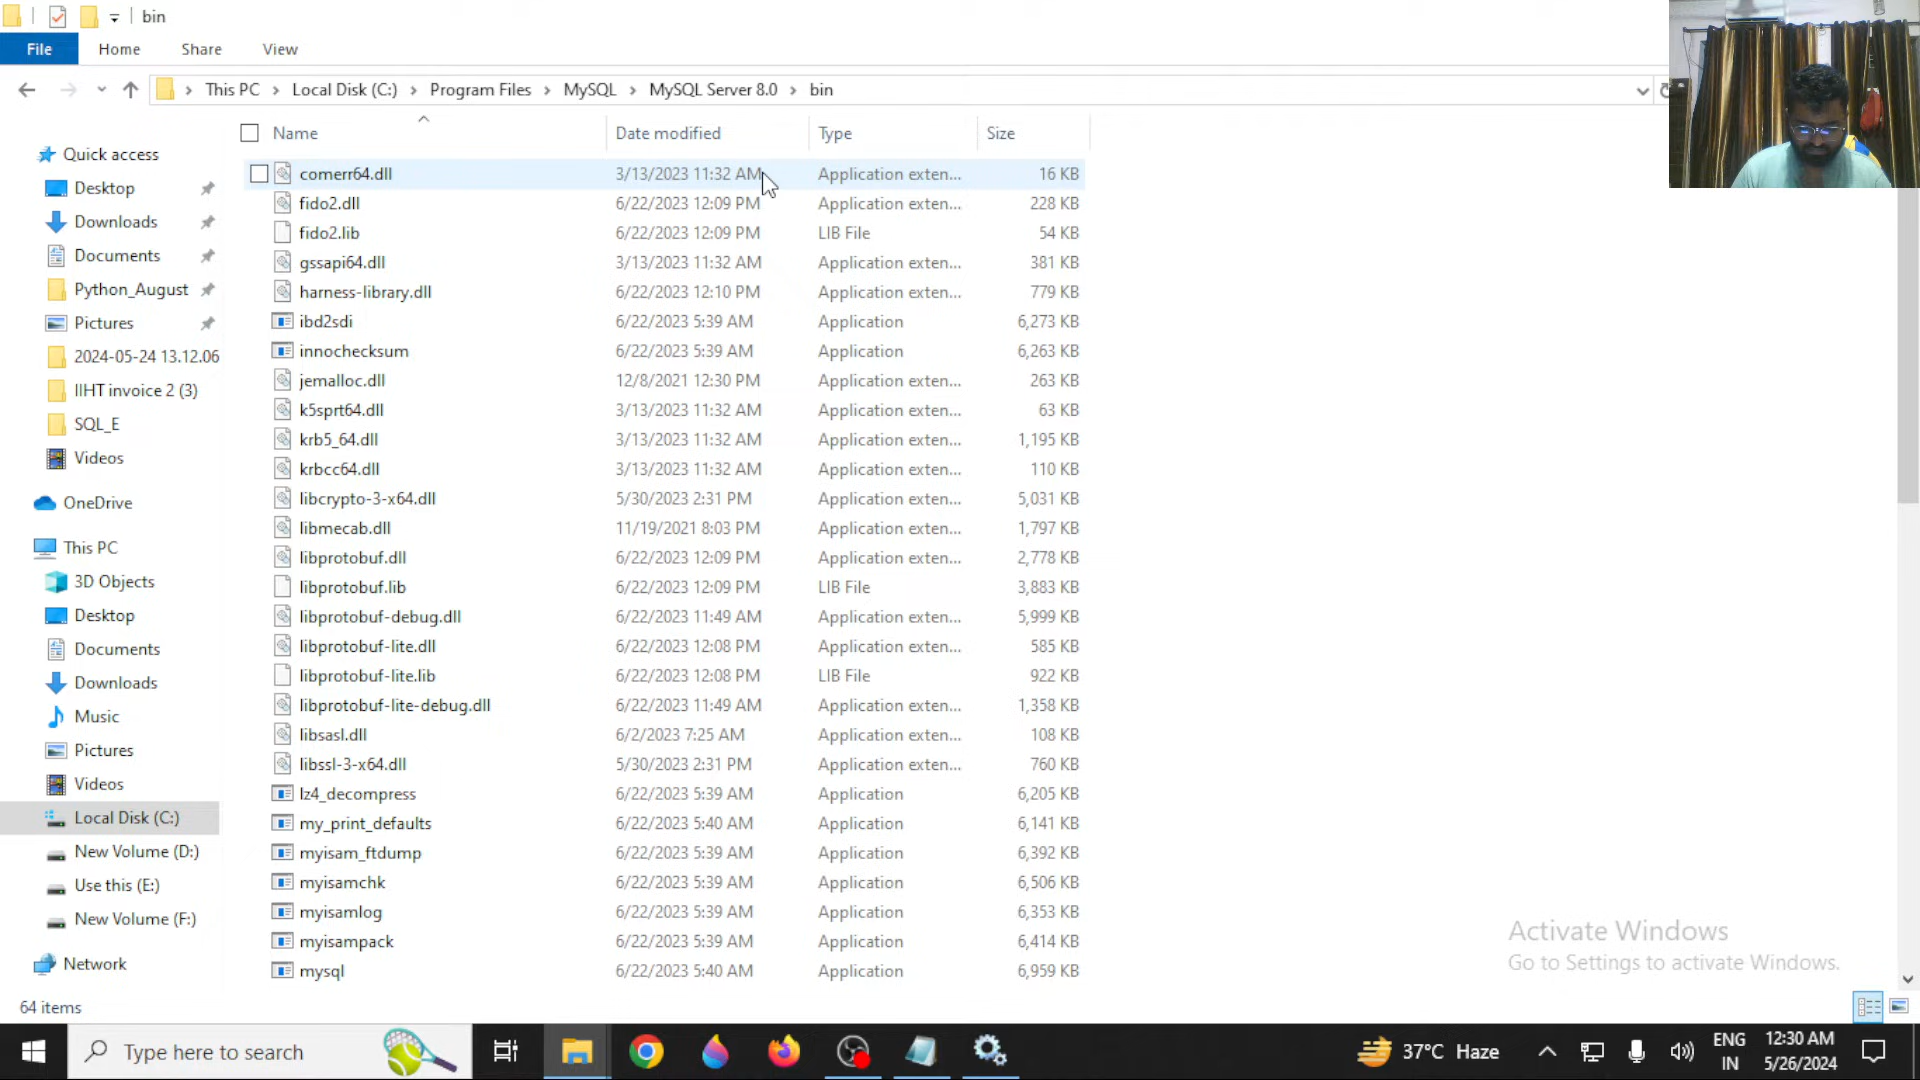 bin
File Home Share View
This PC Local Disk (C:) Program Files MySQL MySQL Server 8.0 bin
Name Date modified Type Size
Quick access
Desktop
Downloads
Documents
Python_August
Pictures
2024-05-24 13.12.06
IIHT invoice 2 (3)
SQL_E
Videos
OneDrive
This PC
3D Objects
Desktop
Documents
Downloads
Music
Pictures
Videos
Local Disk (C:)
New Volume (D:)
Use this (E:)
New Volume (F:)
Network
comerr64.dll 3/13/2023 11:32 AM Application exten... 16 KB
fido2.dll 6/22/2023 12:09 PM Application exten... 228 KB
fido2.lib 6/22/2023 12:09 PM LIB File 54 KB
gssapi64.dll 3/13/2023 11:32 AM Application exten... 381 KB
harness-library.dll 6/22/2023 12:10 PM Application exten... 779 KB
ibd2sdi 6/22/2023 5:39 AM Application 6,273 KB
innochecksum 6/22/2023 5:39 AM Application 6,263 KB
jemalloc.dll 12/8/2021 12:30 PM Application exten... 263 KB
k5sprt64.dll 3/13/2023 11:32 AM Application exten... 63 KB
krb5_64.dll 3/13/2023 11:32 AM Application exten... 1,195 KB
krbcc64.dll 3/13/2023 11:32 AM Application exten... 110 KB
libcrypto-3-x64.dll 5/30/2023 2:31 PM Application exten... 5,031 KB
libmecab.dll 11/19/2021 8:03 PM Application exten... 1,797 KB
libprotobuf.dll 6/22/2023 12:09 PM Application exten... 2,778 KB
libprotobuf.lib 6/22/2023 12:09 PM LIB File 3,883 KB
libprotobuf-debug.dll 6/22/2023 11:49 AM Application exten... 5,999 KB
libprotobuf-lite.dll 6/22/2023 12:08 PM Application exten... 585 KB
libprotobuf-lite.lib 6/22/2023 12:08 PM LIB File 922 KB
libprotobuf-lite-debug.dll 6/22/2023 11:49 AM Application exten... 1,358 KB
libsasl.dll 6/2/2023 7:25 AM Application exten... 108 KB
libssl-3-x64.dll 5/30/2023 2:31 PM Application exten... 760 KB
lz4_decompress 6/22/2023 5:39 AM Application 6,205 KB
my_print_defaults 6/22/2023 5:40 AM Application 6,141 KB
myisam_ftdump 6/22/2023 5:39 AM Application 6,392 KB
myisamchk 6/22/2023 5:39 AM Application 6,506 KB
myisamlog 6/22/2023 5:39 AM Application 6,353 KB
myisampack 6/22/2023 5:39 AM Application 6,414 KB
mysql 6/22/2023 5:40 AM Application 6,959 KB
Activate Windows
Go to Settings to activate Windows.
64 items
Type here to search 37°C Haze ENG 12:30 AM
IN 5/26/2024